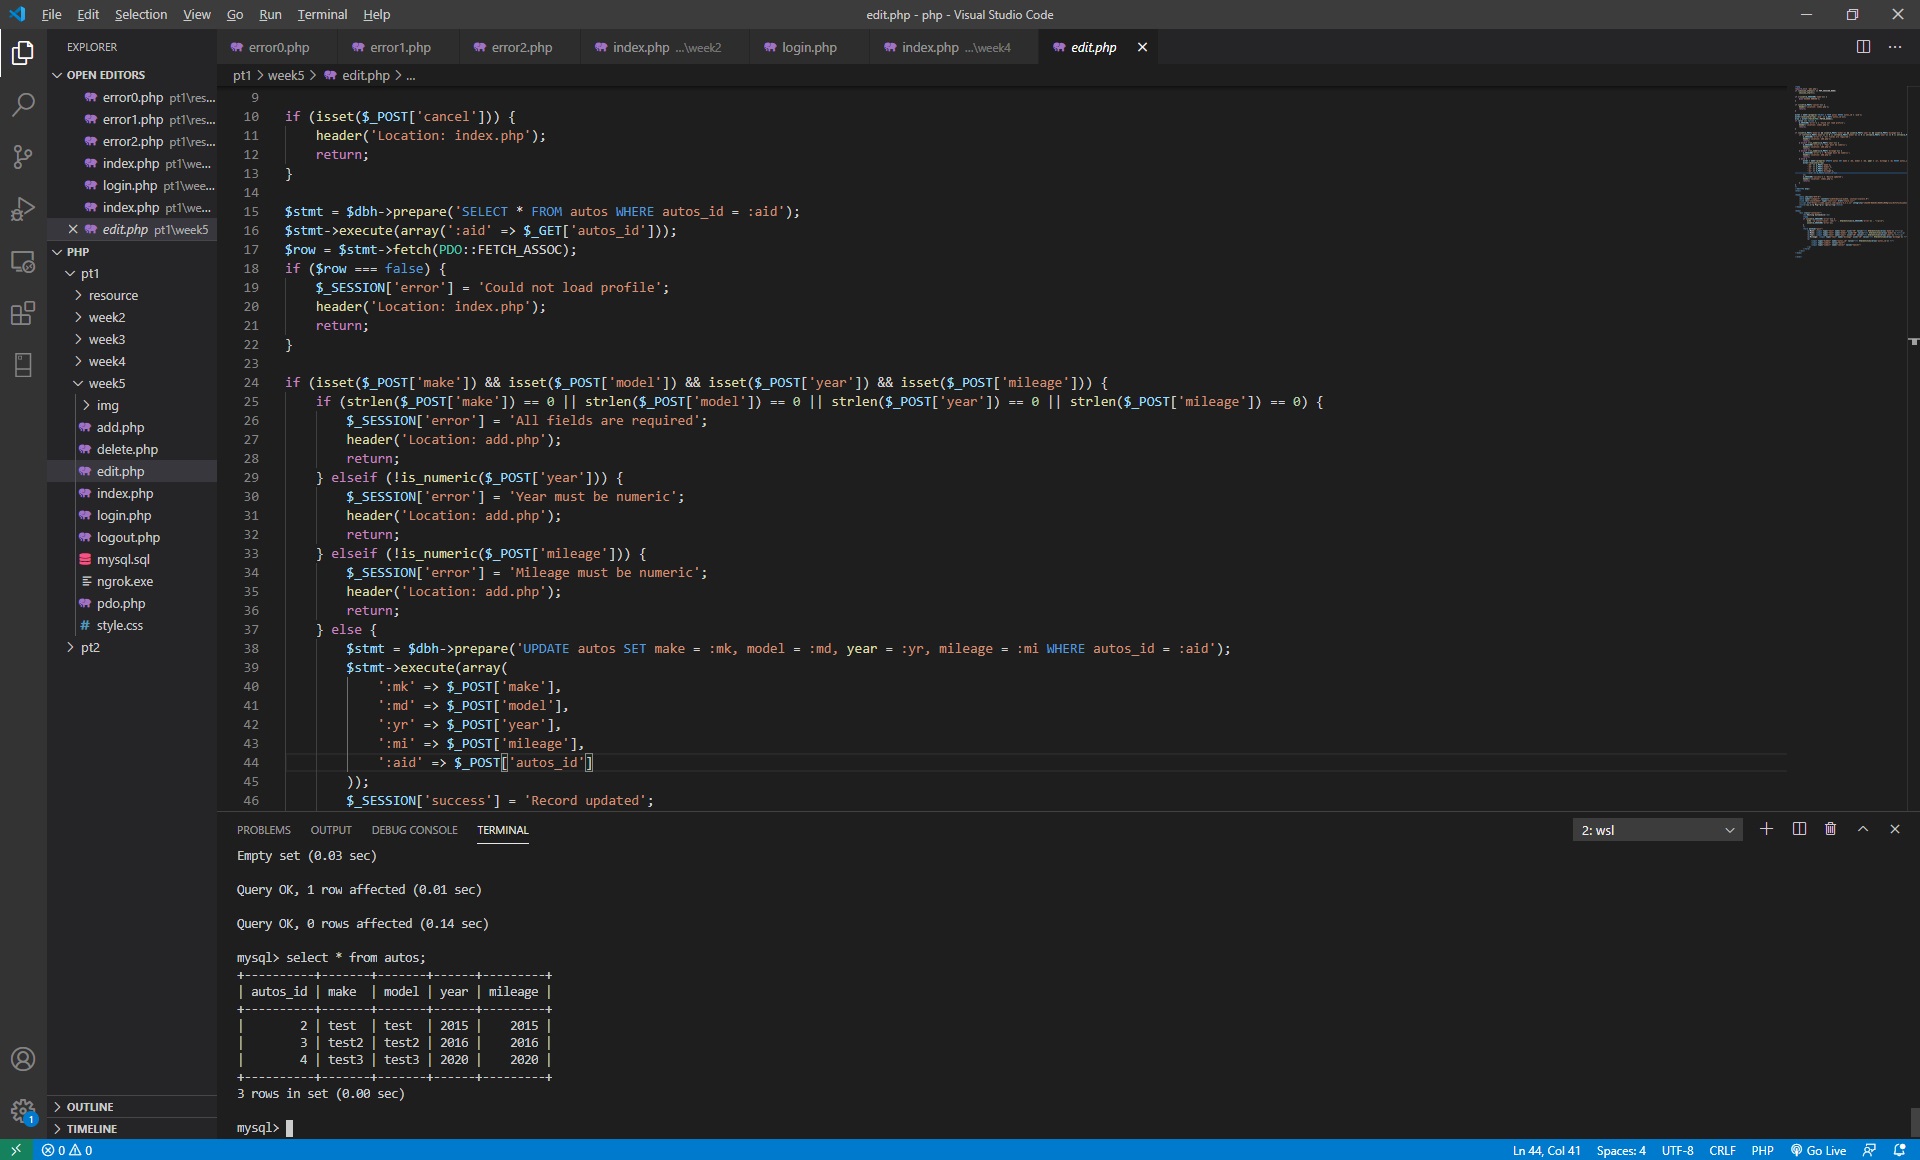 File Edit Selection View Go Run Terminal Help
edit.php - php - Visual Studio Code
EXPLORER
OPEN EDITORS
error0.php pt1\res...
error1.php pt1\res...
error2.php pt1\res...
index.php pt1\we...
login.php pt1\wee...
index.php pt1\we...
edit.php pt1\week5
PHP
pt1
resource
week2
week3
week4
week5
img
add.php
delete.php
edit.php
index.php
login.php
logout.php
mysql.sql
ngrok.exe
pdo.php
style.css
pt2
OUTLINE
TIMELINE
error0.php error1.php error2.php index.php ...\week2 login.php index.php ...\week4 edit.php
pt1 > week5 > edit.php > ...
9
10 if (isset($_POST['cancel'])) {
11 header('Location: index.php');
12 return;
13 }
14
15 $stmt = $dbh->prepare('SELECT * FROM autos WHERE autos_id = :aid');
16 $stmt->execute(array(':aid' => $_GET['autos_id']));
17 $row = $stmt->fetch(PDO::FETCH_ASSOC);
18 if ($row === false) {
19 $_SESSION['error'] = 'Could not load profile';
20 header('Location: index.php');
21 return;
22 }
23
24 if (isset($_POST['make']) && isset($_POST['model']) && isset($_POST['year']) && isset($_POST['mileage'])) {
25 if (strlen($_POST['make']) == 0 || strlen($_POST['model']) == 0 || strlen($_POST['year']) == 0 || strlen($_POST['mileage']) == 0) {
26 $_SESSION['error'] = 'All fields are required';
27 header('Location: add.php');
28 return;
29 } elseif (!is_numeric($_POST['year'])) {
30 $_SESSION['error'] = 'Year must be numeric';
31 header('Location: add.php');
32 return;
33 } elseif (!is_numeric($_POST['mileage'])) {
34 $_SESSION['error'] = 'Mileage must be numeric';
35 header('Location: add.php');
36 return;
37 } else {
38 $stmt = $dbh->prepare('UPDATE autos SET make = :mk, model = :md, year = :yr, mileage = :mi WHERE autos_id = :aid');
39 $stmt->execute(array(
40 ':mk' => $_POST['make'],
41 ':md' => $_POST['model'],
42 ':yr' => $_POST['year'],
43 ':mi' => $_POST['mileage'],
44 ':aid' => $_POST['autos_id']
45 ));
46 $_SESSION['success'] = 'Record updated';
PROBLEMS OUTPUT DEBUG CONSOLE TERMINAL
2: wsl
Empty set (0.03 sec)
Query OK, 1 row affected (0.01 sec)
Query OK, 0 rows affected (0.14 sec)
mysql> select * from autos;
+----------+-------+-------+------+---------+
| autos_id | make | model | year | mileage |
+----------+-------+-------+------+---------+
| 2 | test | test | 2015 | 2015 |
| 3 | test2 | test2 | 2016 | 2016 |
| 4 | test3 | test3 | 2020 | 2020 |
+----------+-------+-------+------+---------+
3 rows in set (0.00 sec)
mysql>
1
0 0
Ln 44, Col 41 Spaces: 4 UTF-8 CRLF PHP Go Live